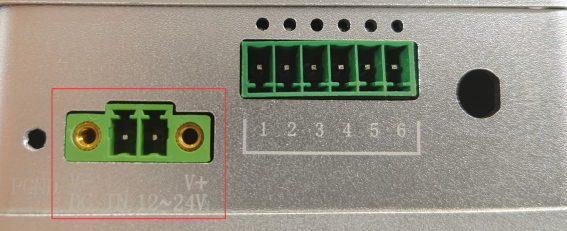 1 2 3 4 5 6
PGND V+
DC IN 12~24V